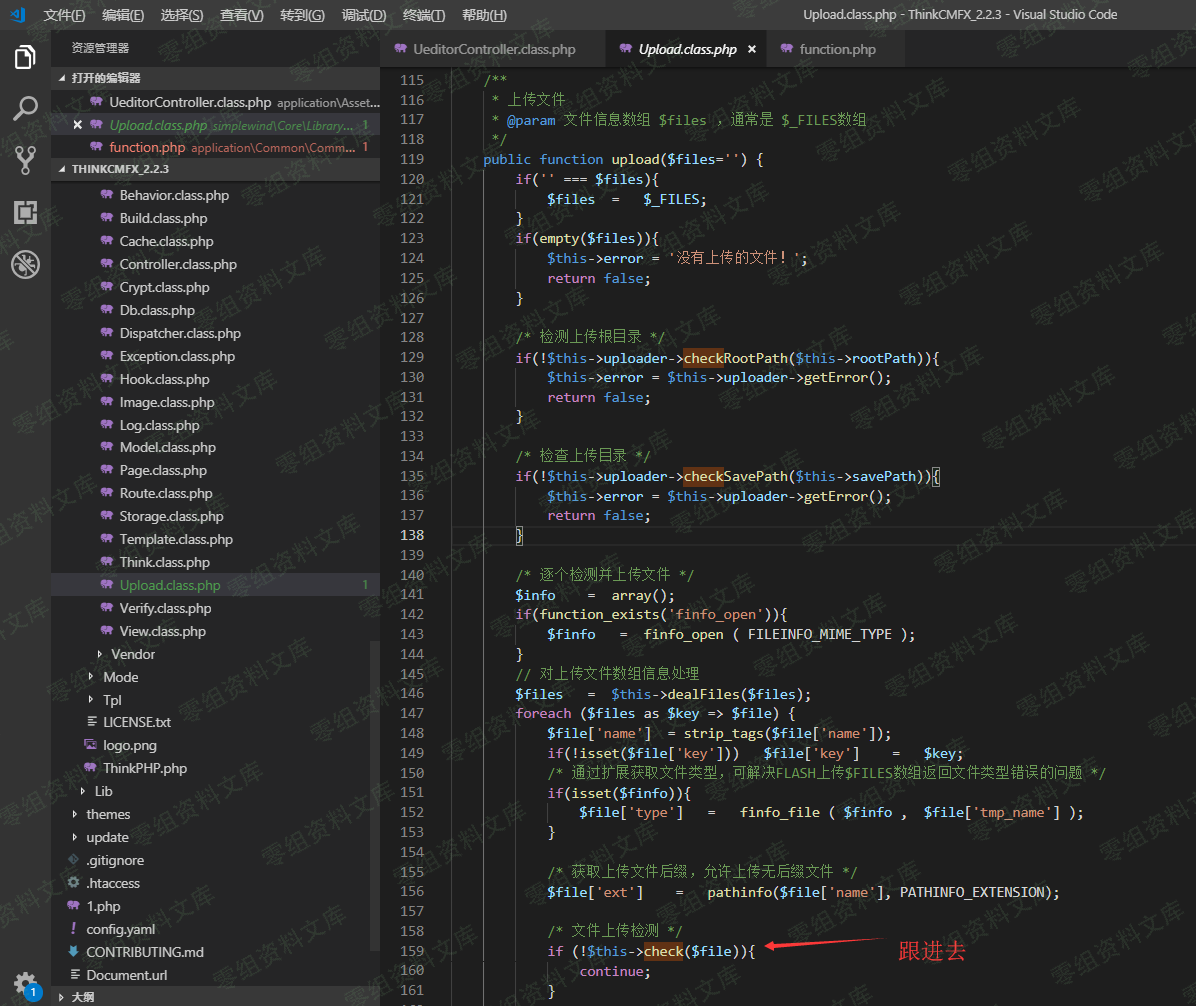 文件(F) 编辑(E) 选择(S) 查看(V) 转到(G) 调试(D) 终端(T) 帮助(H) Upload.class.php - ThinkCMFX_2.2.3 - Visual Studio Code
资源管理器
打开的编辑器
UeditorController.class.php application\Asset...
Upload.class.php simplewind\Core\Library... 1
function.php application\Common\Comm... 1
THINKCMFX_2.2.3
Behavior.class.php
Build.class.php
Cache.class.php
Controller.class.php
Crypt.class.php
Db.class.php
Dispatcher.class.php
Exception.class.php
Hook.class.php
Image.class.php
Log.class.php
Model.class.php
Page.class.php
Route.class.php
Storage.class.php
Template.class.php
Think.class.php
Upload.class.php 1
Verify.class.php
View.class.php
Vendor
Mode
Tpl
LICENSE.txt
logo.png
ThinkPHP.php
Lib
themes
update
.gitignore
.htaccess
1.php
config.yaml
CONTRIBUTING.md
Document.url
大纲
1
UeditorController.class.php Upload.class.php × function.php
115 /**
116 * 上传文件
117 * @param 文件信息数组 $files ，通常是 $_FILES数组
118 */
119 public function upload($files='') {
120 if('' === $files){
121 $files = $_FILES;
122 }
123 if(empty($files)){
124 $this->error = '没有上传的文件！';
125 return false;
126 }
127
128 /* 检测上传根目录 */
129 if(!$this->uploader->checkRootPath($this->rootPath)){
130 $this->error = $this->uploader->getError();
131 return false;
132 }
133
134 /* 检查上传目录 */
135 if(!$this->uploader->checkSavePath($this->savePath)){
136 $this->error = $this->uploader->getError();
137 return false;
138 }
139
140 /* 逐个检测并上传文件 */
141 $info = array();
142 if(function_exists('finfo_open')){
143 $finfo = finfo_open ( FILEINFO_MIME_TYPE );
144 }
145 // 对上传文件数组信息处理
146 $files = $this->dealFiles($files);
147 foreach ($files as $key => $file) {
148 $file['name'] = strip_tags($file['name']);
149 if(!isset($file['key'])) $file['key'] = $key;
150 /* 通过扩展获取文件类型，可解决FLASH上传$FILES数组返回文件类型错误的问题 */
151 if(isset($finfo)){
152 $file['type'] = finfo_file ( $finfo , $file['tmp_name'] );
153 }
154
155 /* 获取上传文件后缀，允许上传无后缀文件 */
156 $file['ext'] = pathinfo($file['name'], PATHINFO_EXTENSION);
157
158 /* 文件上传检测 */
159 if (!$this->check($file)){ 跟进去
160 continue;
161 }
零组资料文库